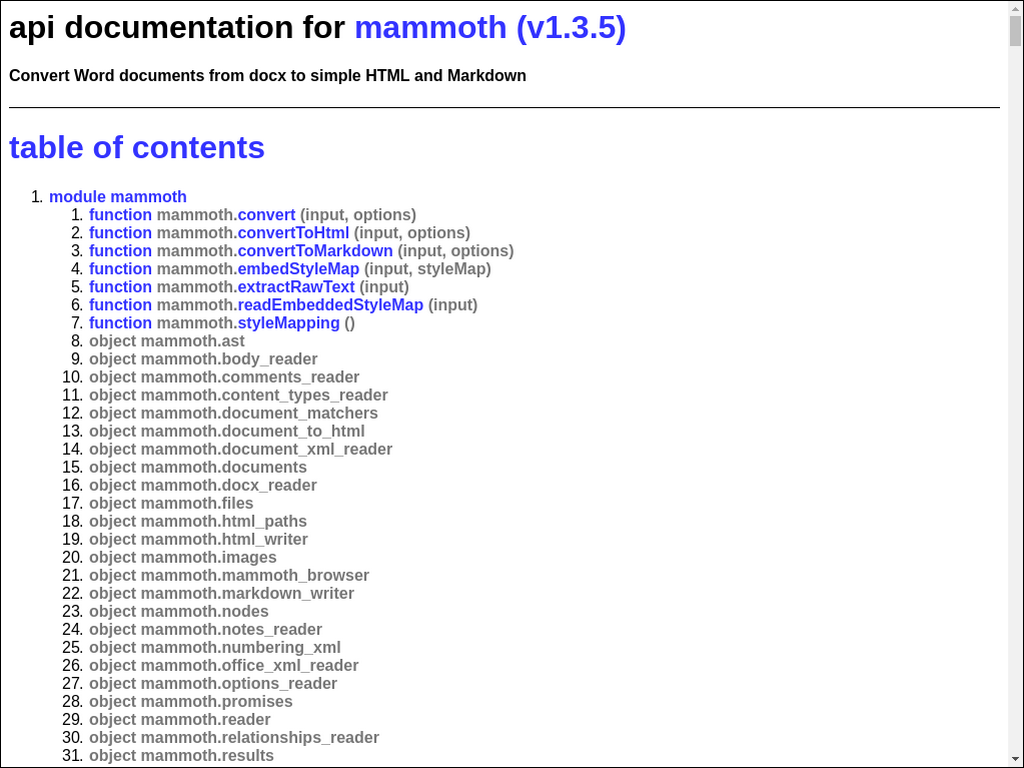 api documentation for mammoth (v1.3.5)
Convert Word documents from docx to simple HTML and Markdown
table of contents
1. module mammoth
1. function mammoth.convert (input, options)
2. function mammoth.convertToHtml (input, options)
3. function mammoth.convertToMarkdown (input, options)
4. function mammoth.embedStyleMap (input, styleMap)
5. function mammoth.extractRawText (input)
6. function mammoth.readEmbeddedStyleMap (input)
7. function mammoth.styleMapping ()
8. object mammoth.ast
9. object mammoth.body_reader
10. object mammoth.comments_reader
11. object mammoth.content_types_reader
12. object mammoth.document_matchers
13. object mammoth.document_to_html
14. object mammoth.document_xml_reader
15. object mammoth.documents
16. object mammoth.docx_reader
17. object mammoth.files
18. object mammoth.html_paths
19. object mammoth.html_writer
20. object mammoth.images
21. object mammoth.mammoth_browser
22. object mammoth.markdown_writer
23. object mammoth.nodes
24. object mammoth.notes_reader
25. object mammoth.numbering_xml
26. object mammoth.office_xml_reader
27. object mammoth.options_reader
28. object mammoth.promises
29. object mammoth.reader
30. object mammoth.relationships_reader
31. object mammoth.results